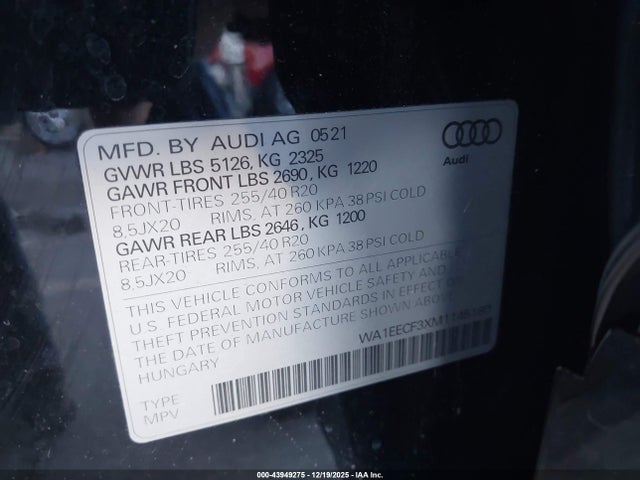 MFD. BY AUDI AG 05 21
GVWR LBS 5126, KG 2325
GAWR FRONT LBS 2690, KG 1220
FRONT-TIRES 255/40 R20
8,5JX20 RIMS, AT 260 KPA 38 PSI COLD
GAWR REAR LBS 2646, KG 1200
REAR-TIRES 255/40 R20
8,5JX20 RIMS, AT 260 KPA 38 PSI COLD
THIS VEHICLE CONFORMS TO ALL APPLICABLE
U S FEDERAL MOTOR VEHICLE SAFETY AND
THEFT PREVENTION STANDARDS IN EFFECT ON
THE DATE OF MANUFACTURE SHOWN ABOVE.
HUNGARY
TYPE
MPV
Audi
000-43949275 - 12/19/2025 - IAA Inc.